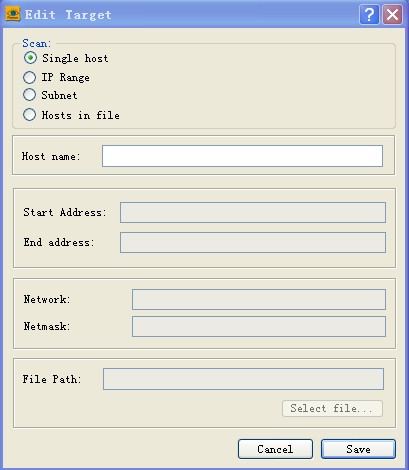 Edit Target
Scan:
Single host
IP Range
Subnet
Hosts in file
Host name:
Start Address:
End address:
Network:
Netmask:
File Path:
Select file...
Cancel
Save